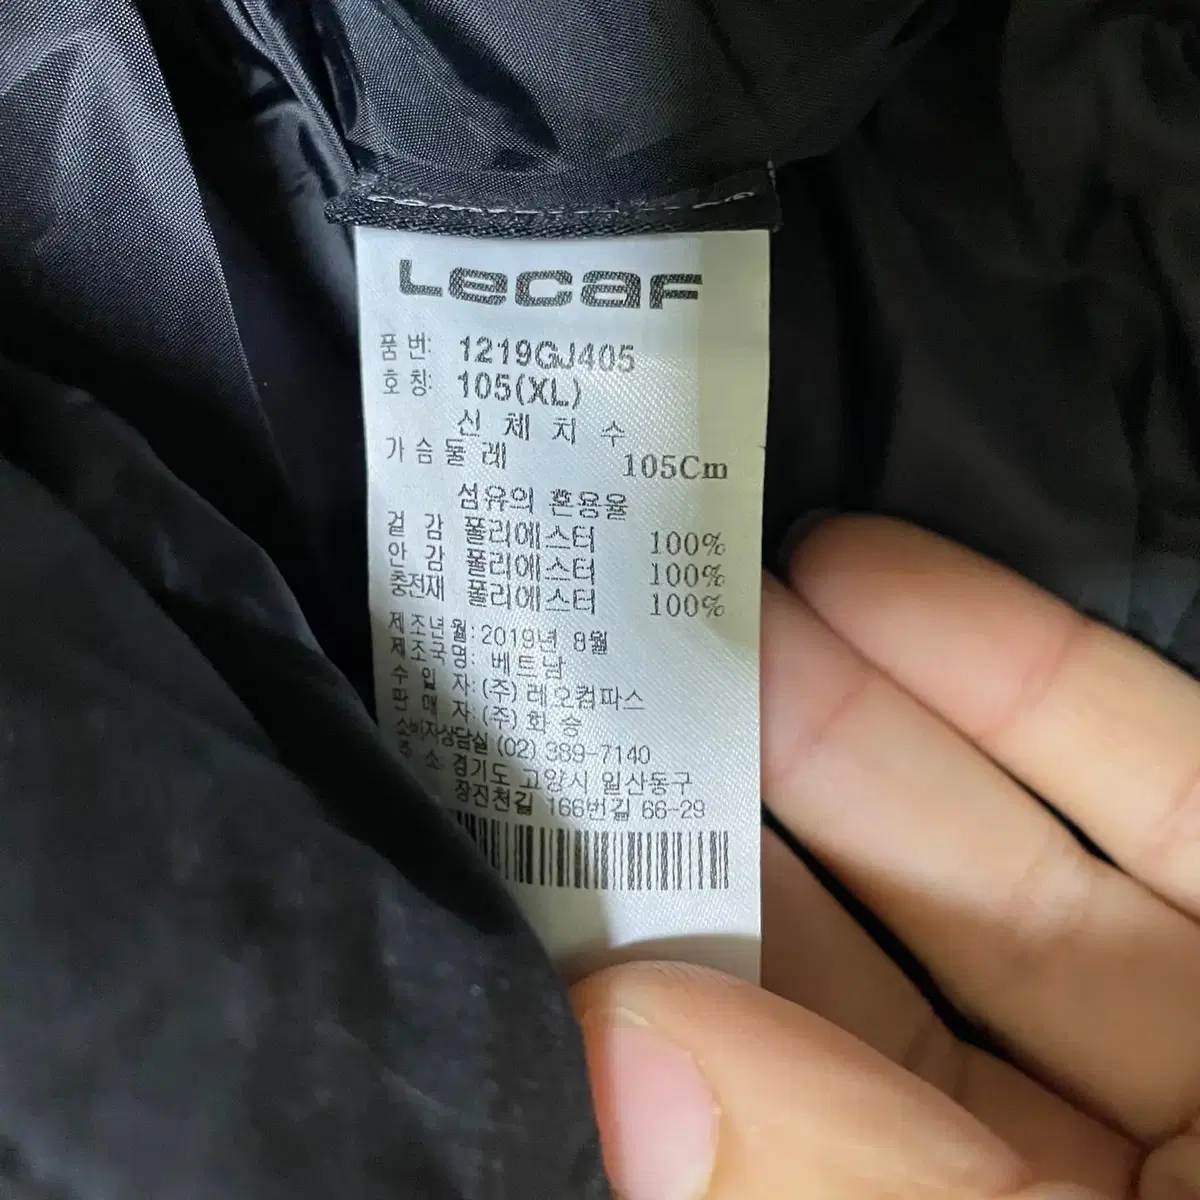 Lecaf
품 번: 1219GJ405
호 칭: 105(XL)
신 체 치 수
가 슴 둘 레 105Cm
섬유의 혼용율
겉 감 폴리에스터 100%
안 감 폴리에스터 100%
충전재 폴리에스터 100%
제조년월: 2019년 8월
제조국명: 베트남
수 입 자: (주) 레오컴파스
판 매 자: (주) 화 승
소비자상담실 (02) 389-7140
주 소: 경기도 고양시 일산동구
장진천길 166번길 66-29